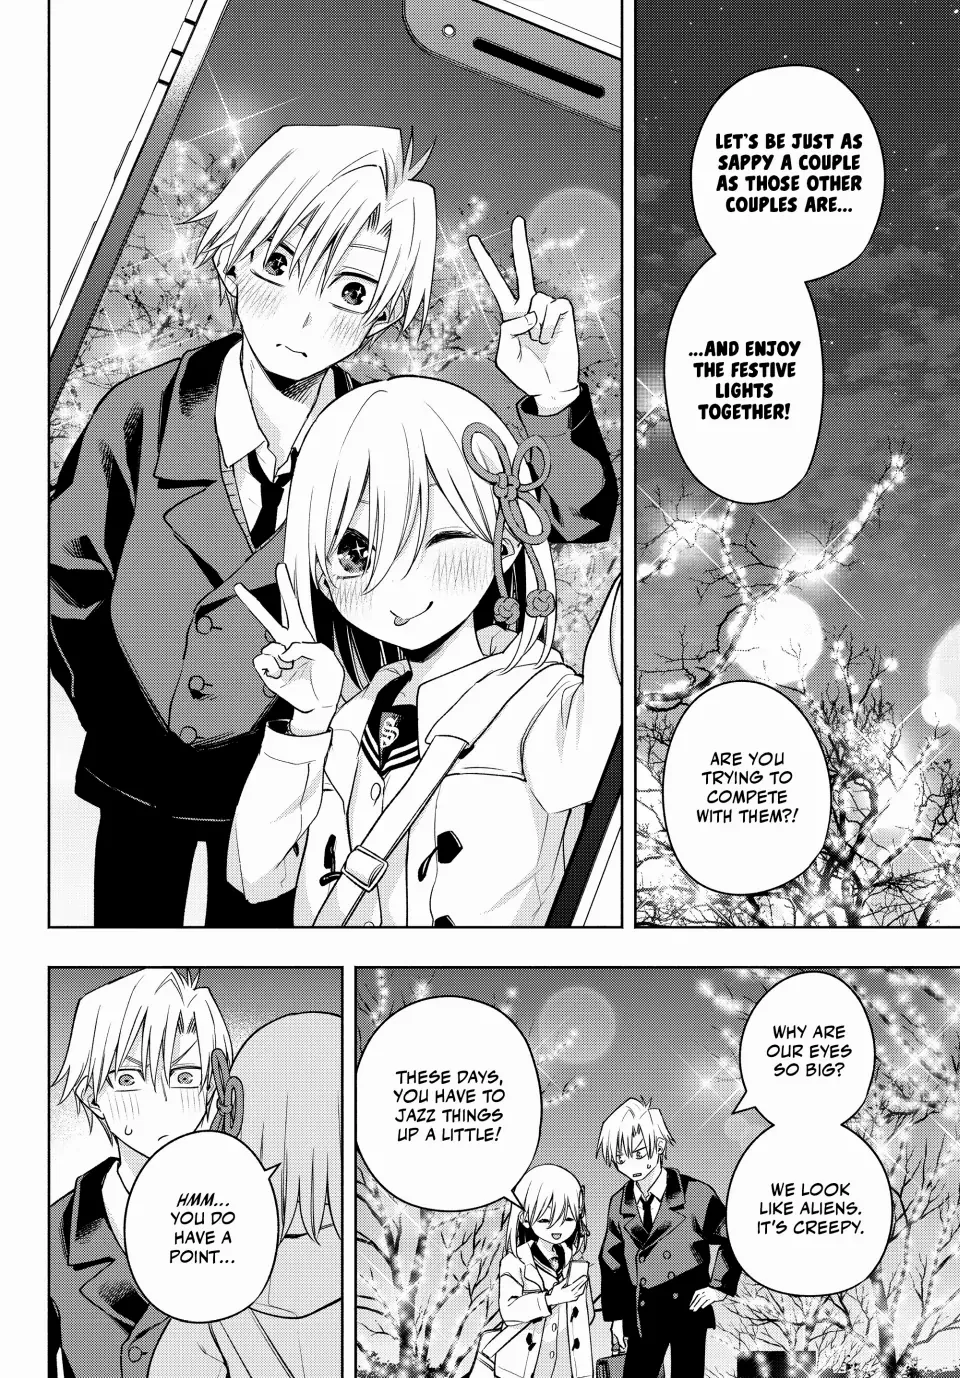 LET'S BE JUST AS
SAPPY A COUPLE
AS THOSE OTHER
COUPLES ARE...
...AND ENJOY
THE FESTIVE
LIGHTS
TOGETHER!
ARE YOU
TRYING TO
COMPETE
WITH THEM?!
WHY ARE
OUR EYES
SO BIG?
WE LOOK
LIKE ALIENS.
IT'S CREEPY.
THESE DAYS,
YOU HAVE TO
JAZZ THINGS
UP A LITTLE!
HMM...
YOU DO
HAVE A
POINT...